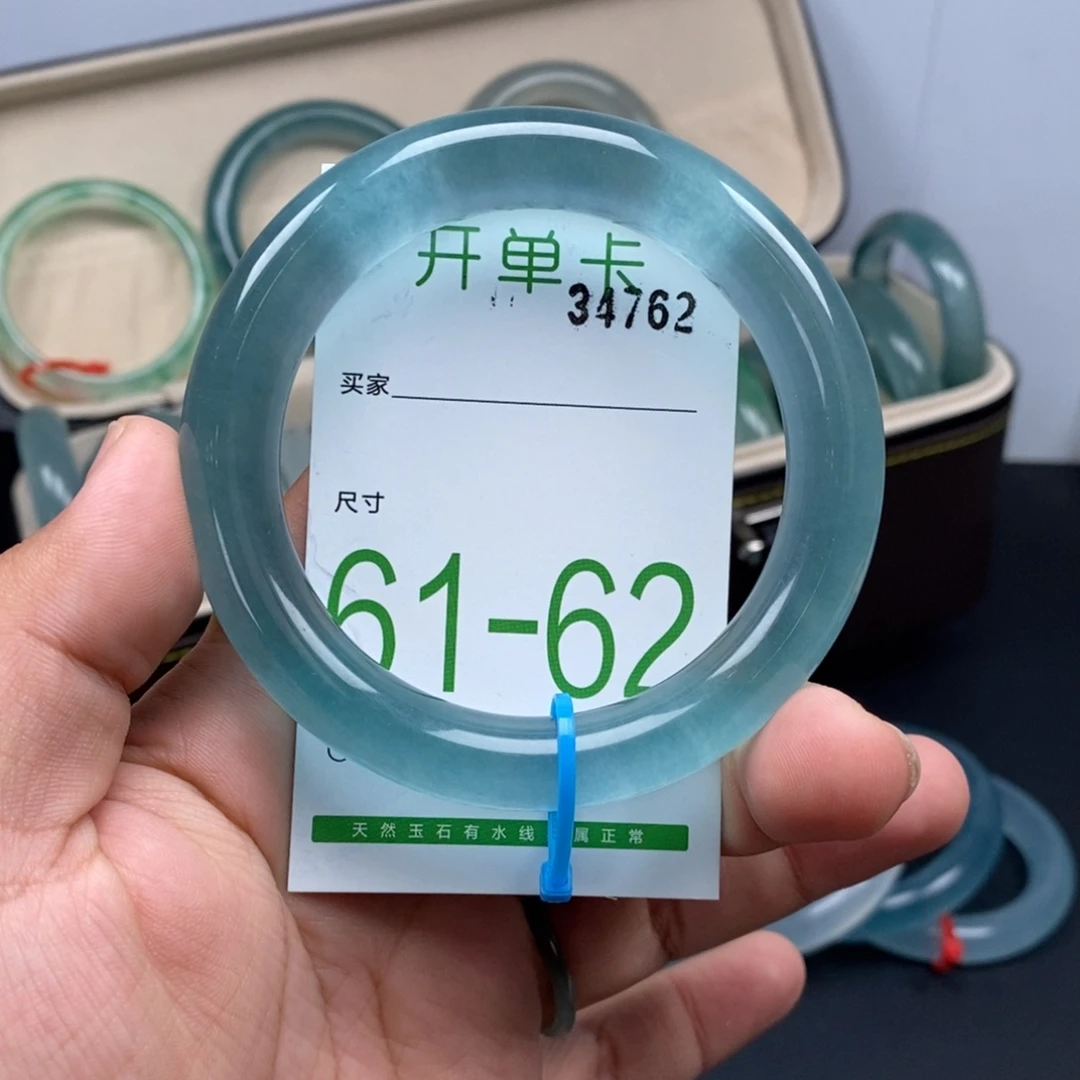 开单卡
34762
买家
尺寸
61-62
天然玉石有水线 属正常